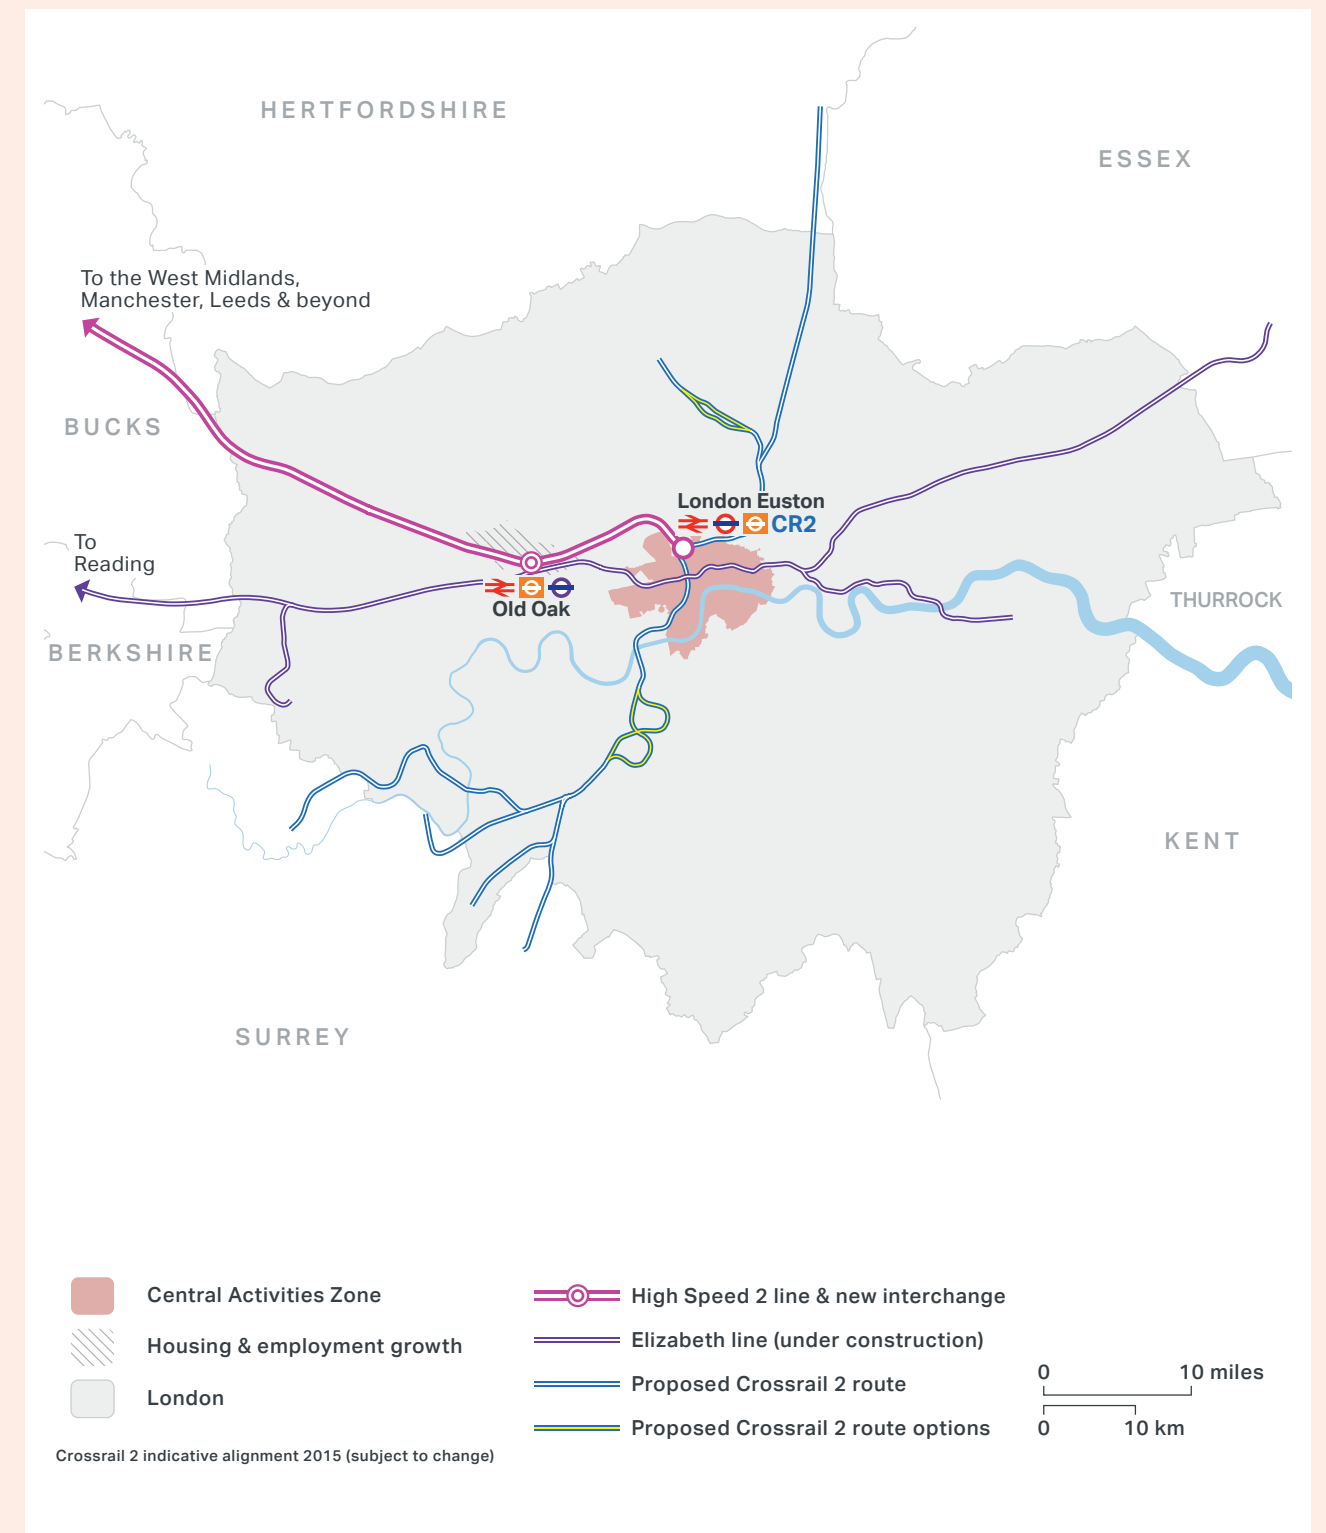 HERTFORDSHIRE
ESSEX
To the West Midlands,
Manchester, Leeds & beyond
BUCKS
London Euston
CR2
To
Reading
Old Oak
THURROCK
BERKSHIRE
KENT
SURREY
Central Activities Zone
Housing & employment growth
London
High Speed 2 line & new interchange
Elizabeth line (under construction)
Proposed Crossrail 2 route
Proposed Crossrail 2 route options
0 10 miles
0 10 km
Crossrail 2 indicative alignment 2015 (subject to change)